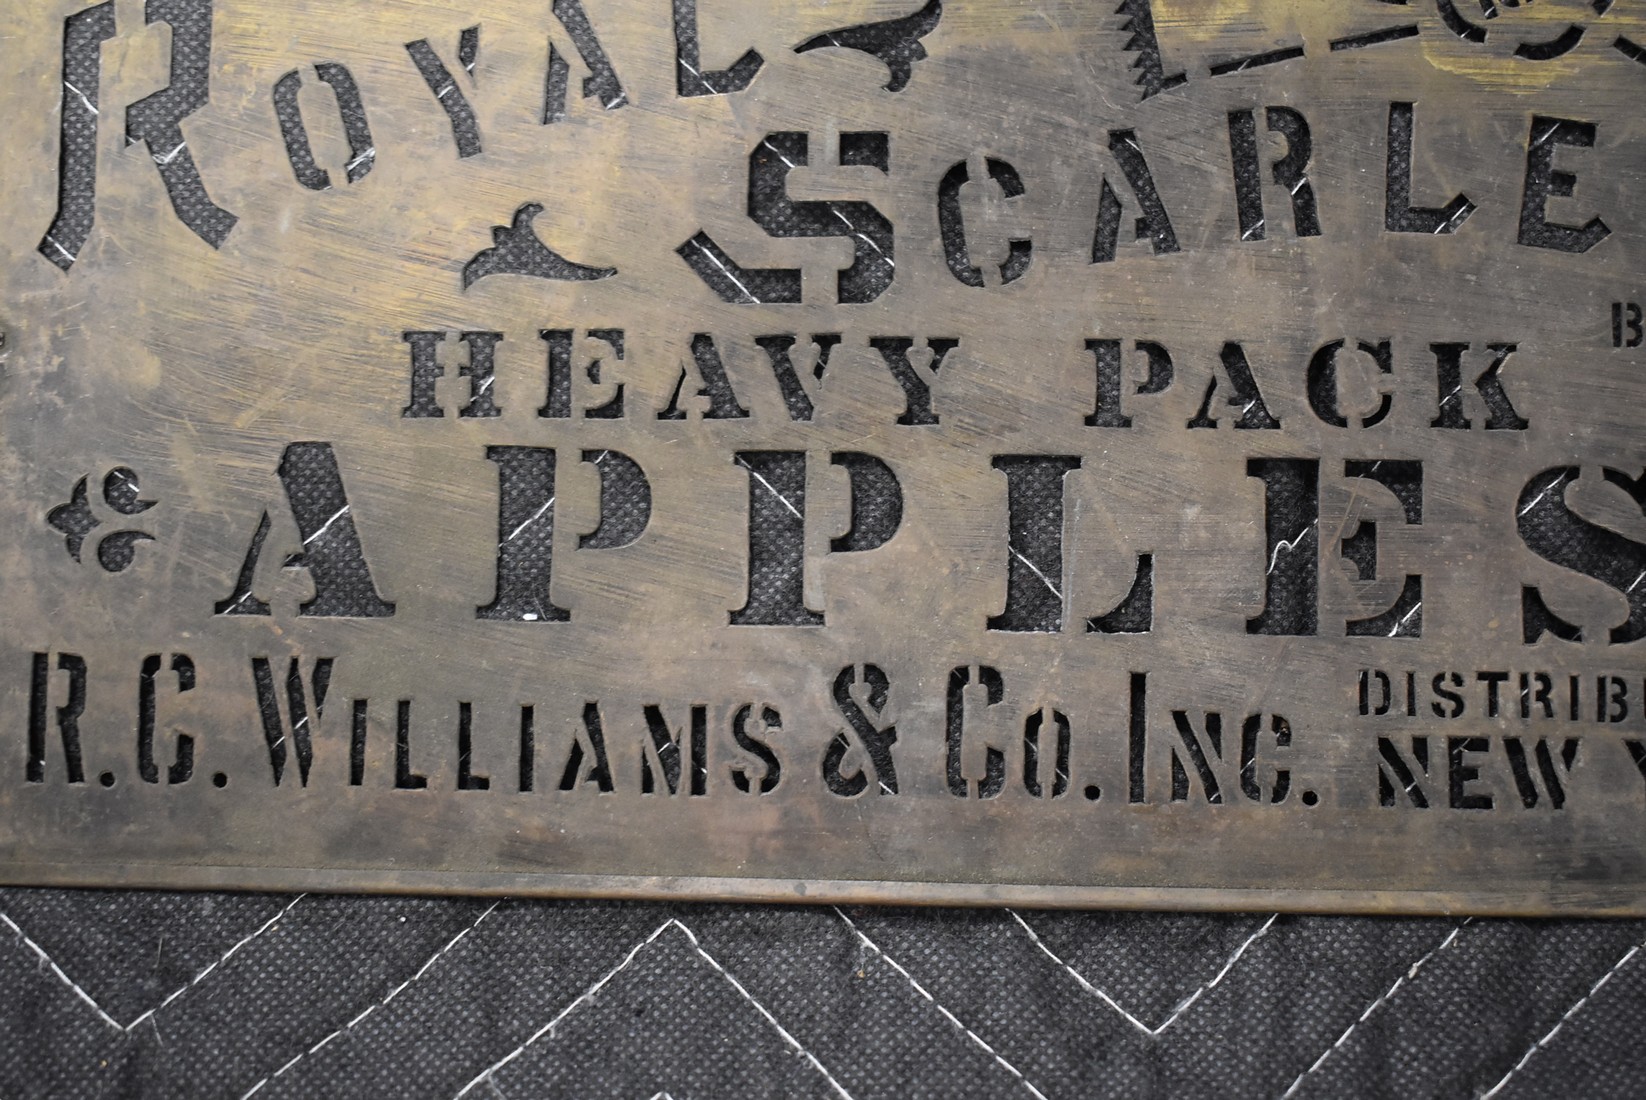 ROYAL
SCARLE
B
HEAVY PACK
APPLES
R.C. WILLIAMS & CO. INC. DISTRIB
NEW Y